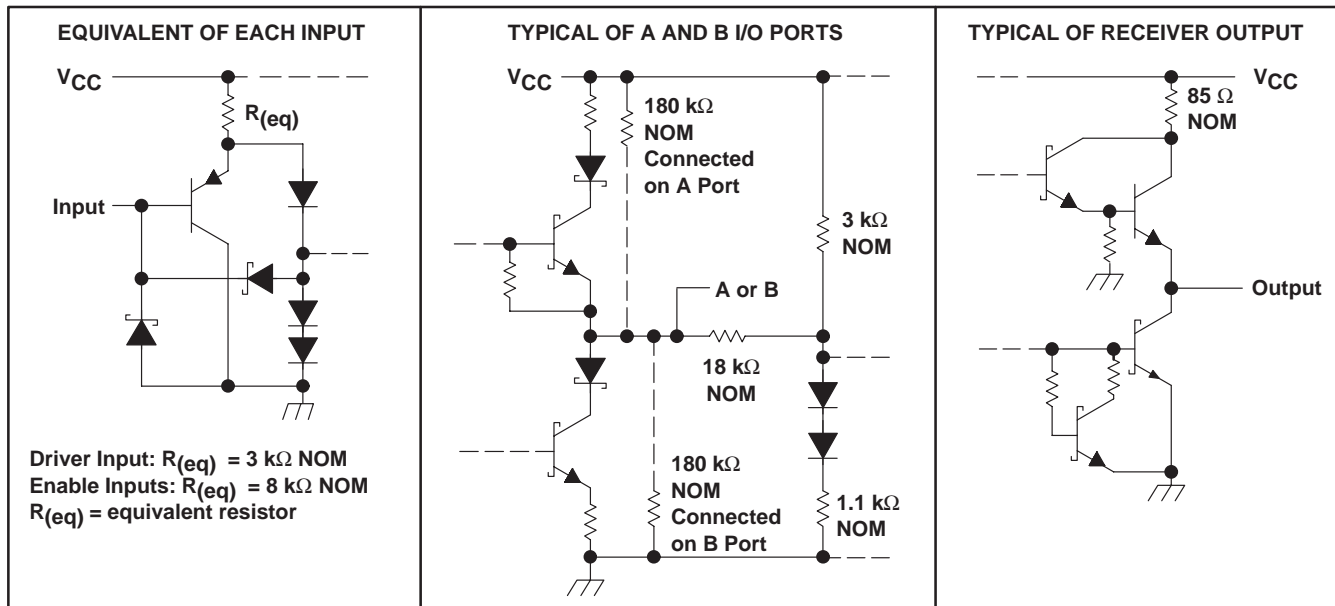 EQUIVALENT OF EACH INPUT
VCC
R(eq)
Input
Driver Input: R(eq) = 3 kΩ NOM
Enable Inputs: R(eq) = 8 kΩ NOM
R(eq) = equivalent resistor
TYPICAL OF A AND B I/O PORTS
VCC
180 kΩ
NOM
Connected
on A Port
3 kΩ
NOM
A or B
18 kΩ
NOM
180 kΩ
NOM
Connected
on B Port
1.1 kΩ
NOM
TYPICAL OF RECEIVER OUTPUT
VCC
85 Ω
NOM
Output